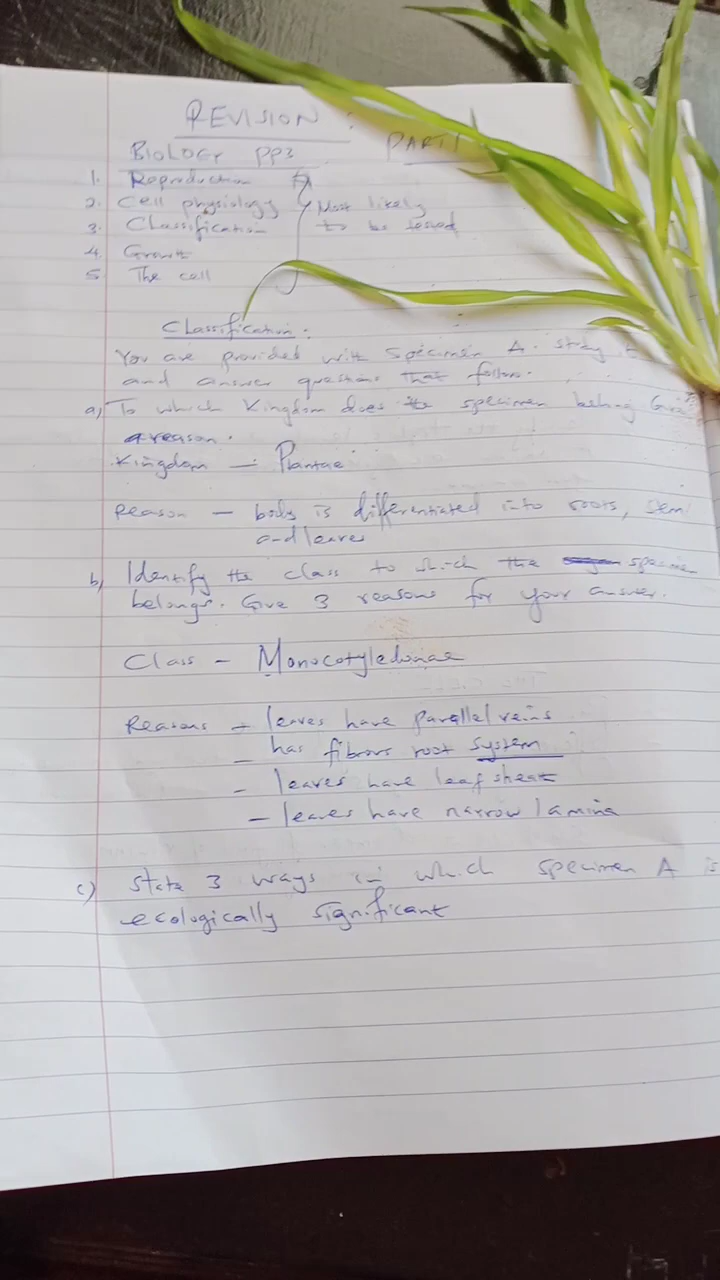 REVISION :
BIOLOGY PP3 PART 1
1. Reproduction
2. Cell physiology
3. Classification
4. Growth
5 The cell
Most likely
to be tested
Classification.
You are provided with specimen A. study
and answer questions that follow.
a) To which Kingdom does the specimen belong Give
a reason.
Kingdom — Plantae
Reason — body is differentiated into roots, stem
and leaves
b) Identify the class to which the specimen
belongs. Give 3 reasons for your answer.
Class — Monocotyledonae
Reasons — leaves have parallel veins
— has fibrous root system
— leaves have leaf sheat
— leaves have narrow lamina
c) State 3 ways in which specimen A is
ecologically significant